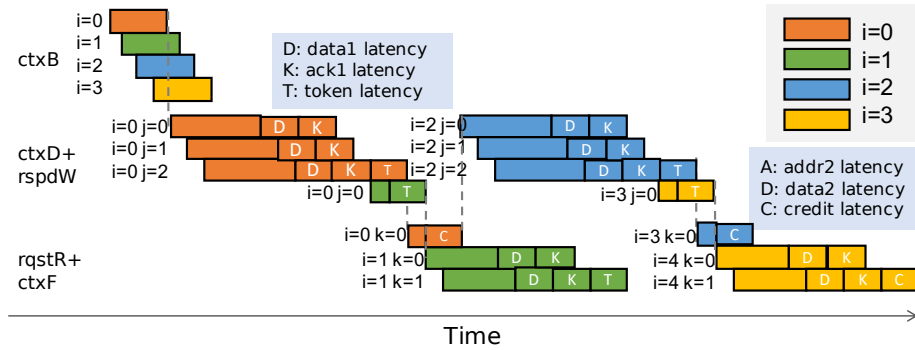 i=0
i=1
i=2
i=3
ctxB
D: data1 latency
K: ack1 latency
T: token latency
i=0
i=1
i=2
i=3
ctxD+
rspdW
i=0 j=0 D K
i=0 j=1 D K
i=0 j=2 D K T
i=0 j=0 T
i=2 j=0 D K
i=2 j=1 D K
i=2 j=2 D K T
i=3 j=0 T
A: addr2 latency
D: data2 latency
C: credit latency
rqstR+
ctxF
i=0 k=0 C
i=1 k=0 D K
i=1 k=1 D K T
i=3 k=0 C
i=4 k=0 D K
i=4 k=1 D K C
Time